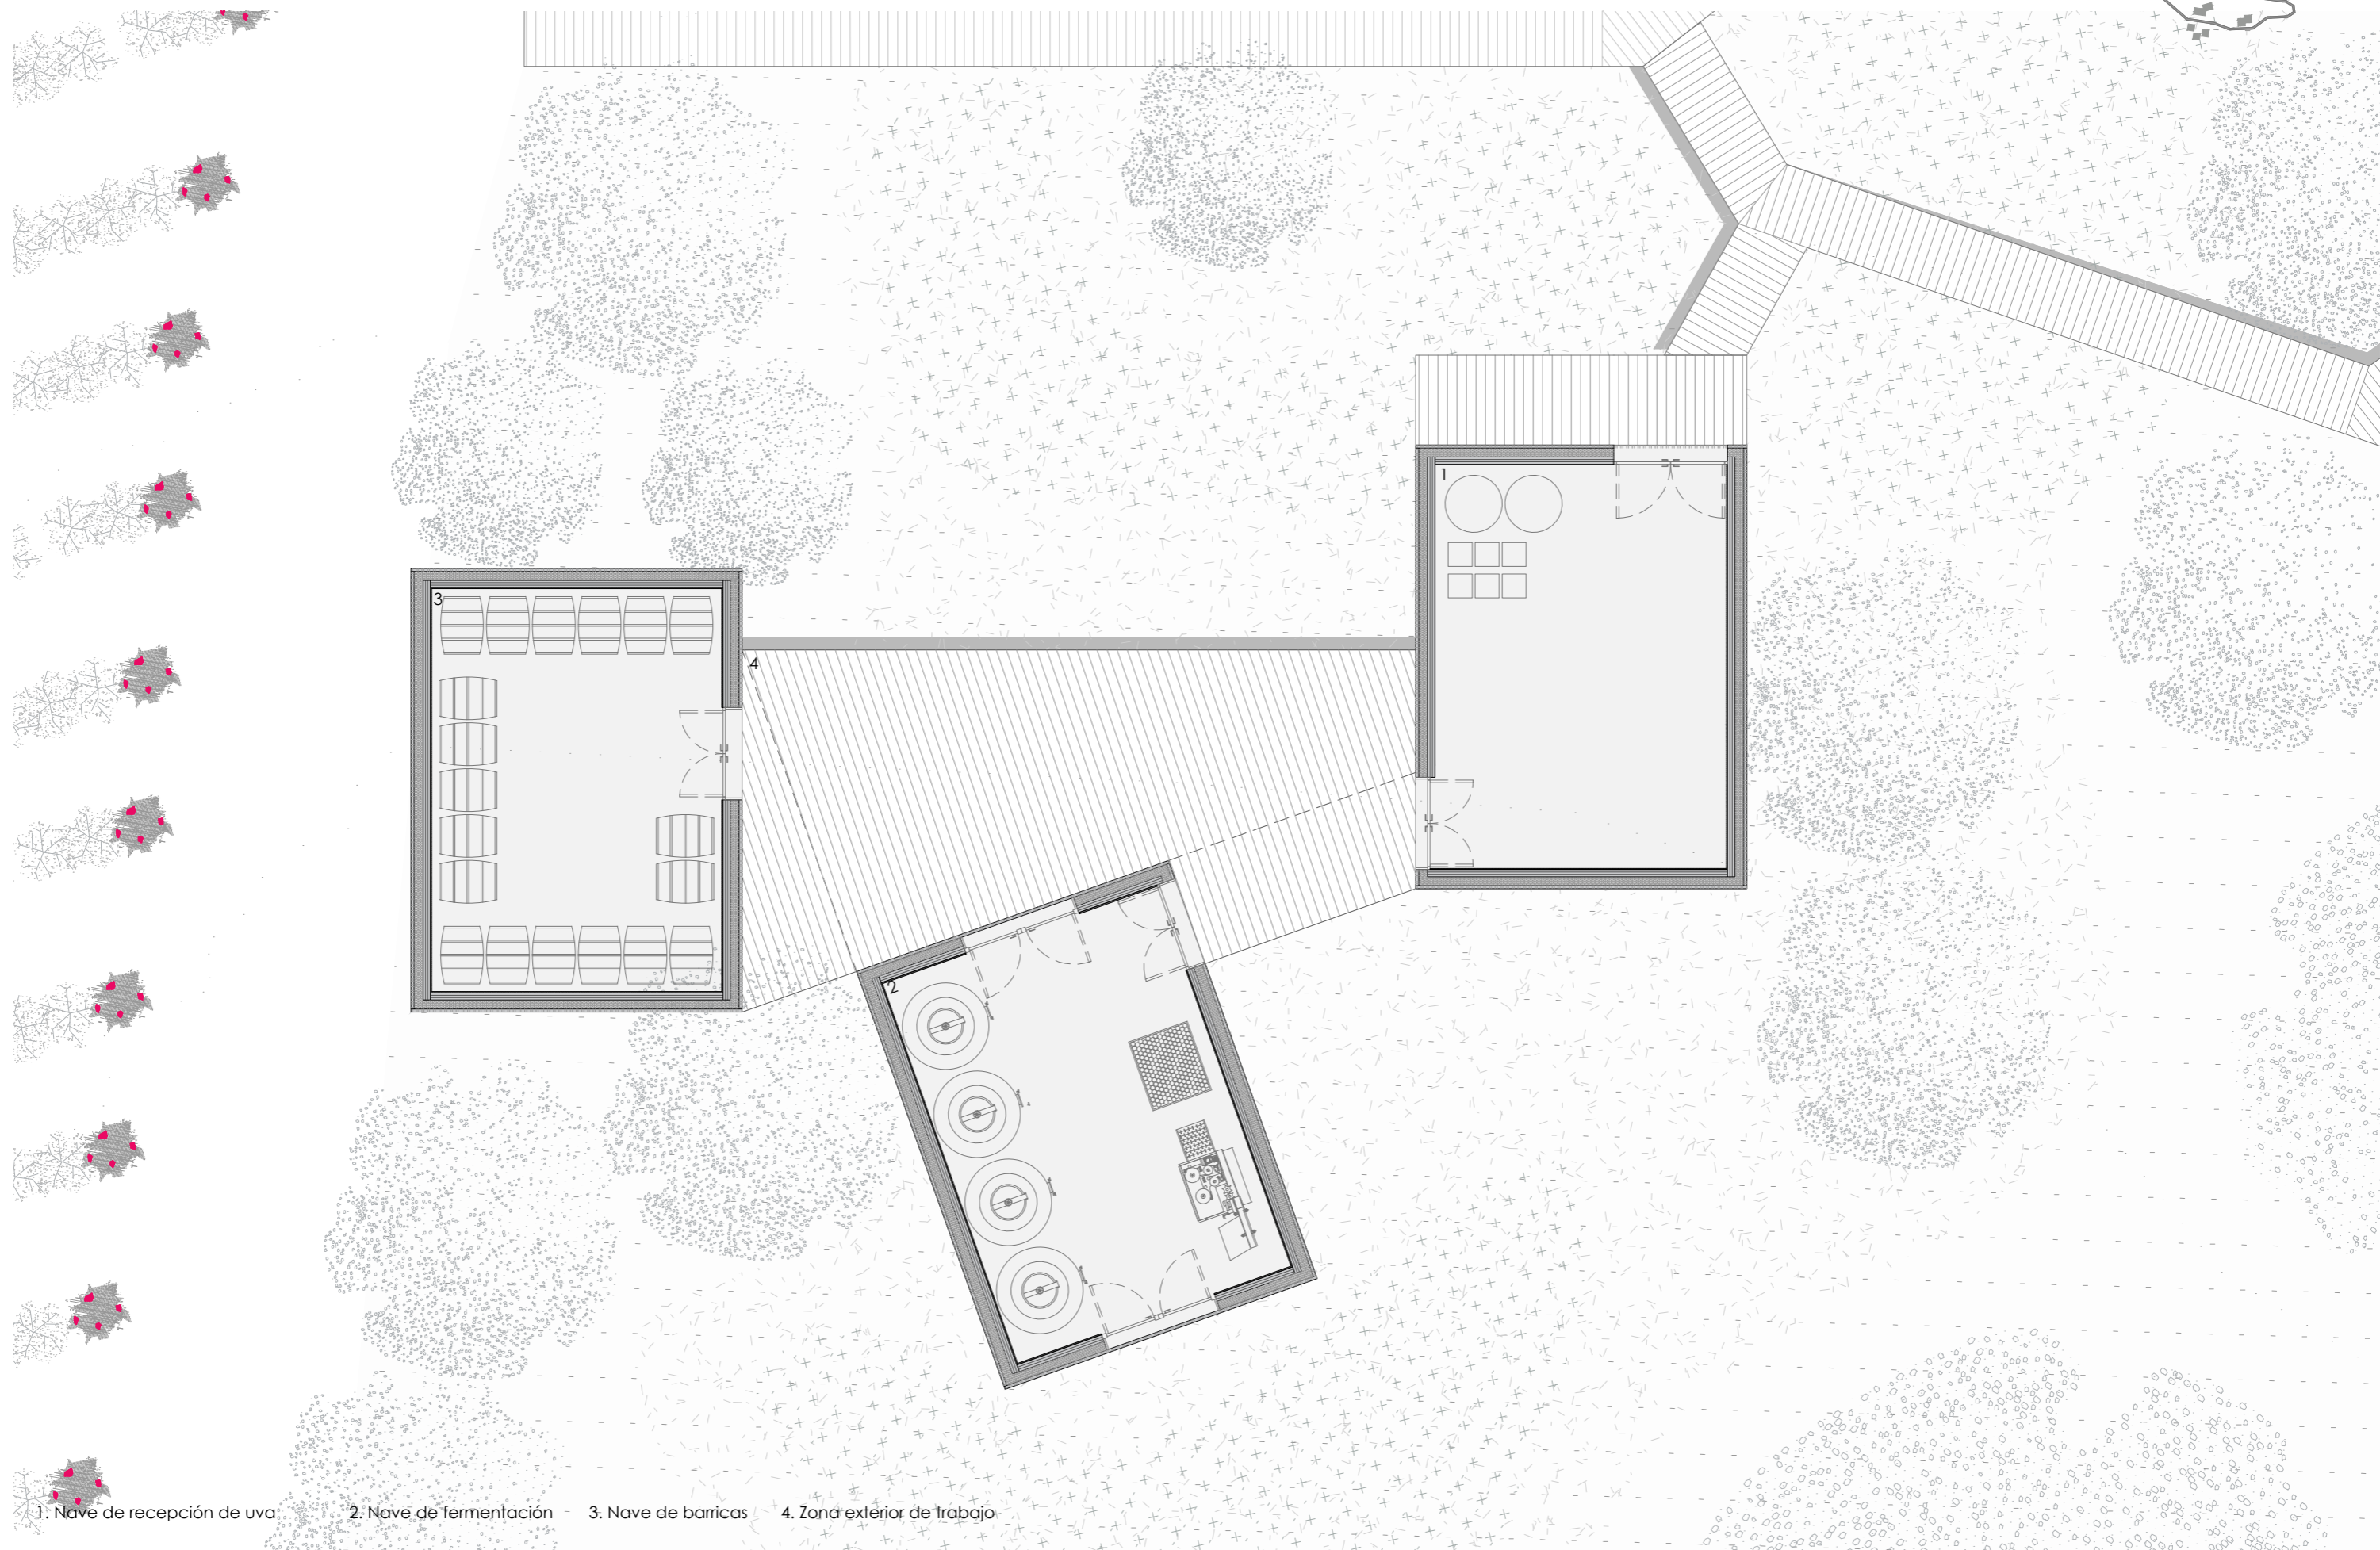 1
3
4
2
1. Nave de recepción de uva 2. Nave de fermentación 3. Nave de barricas 4. Zona exterior de trabajo